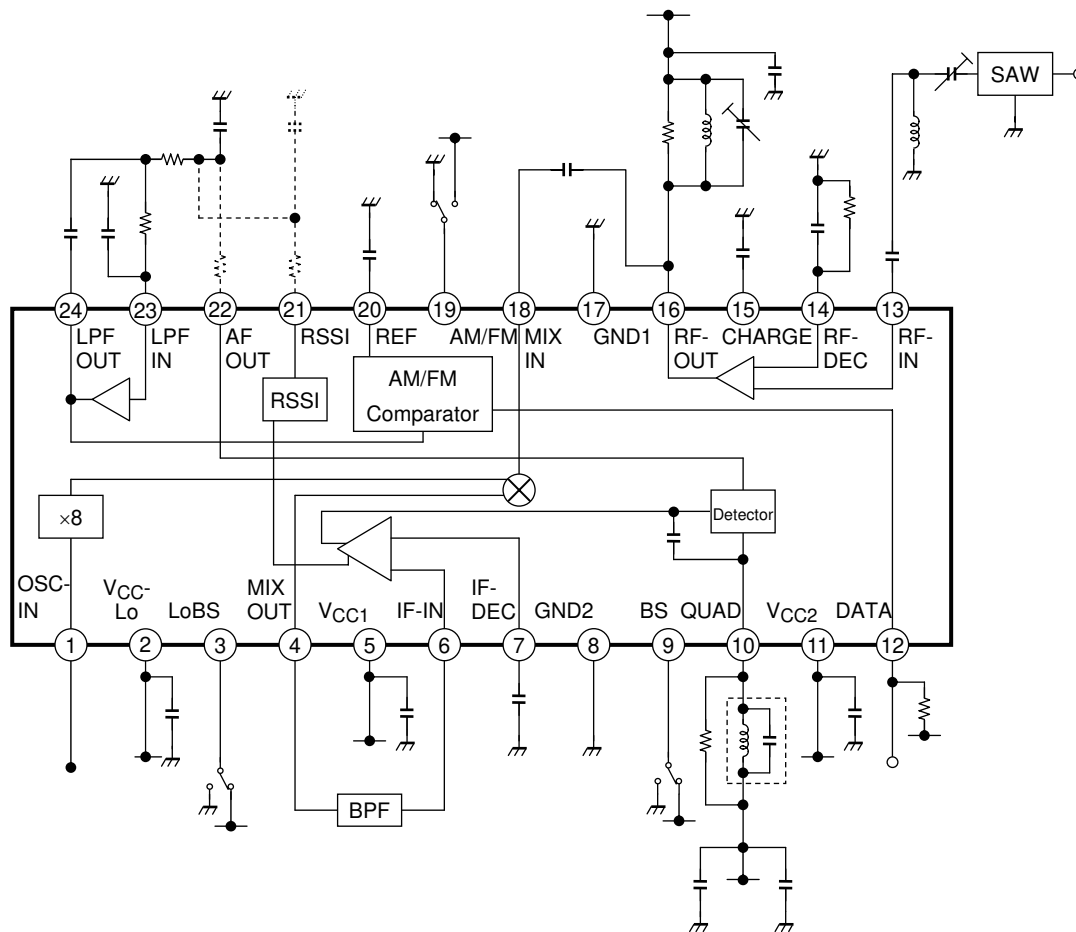 SAW
24 23 22 21 20 19 18 17 16 15 14 13
LPF OUT
LPF IN
AF OUT
RSSI
REF
AM/FM
MIX IN
GND1
RF-OUT
CHARGE
RF-DEC
RF-IN
RSSI
AM/FM
Comparator
×8
Detector
OSC-IN
VCC-Lo
LoBS
MIX OUT
VCC1
IF-IN
IF-DEC
GND2
BS
QUAD
VCC2
DATA
1 2 3 4 5 6 7 8 9 10 11 12
BPF